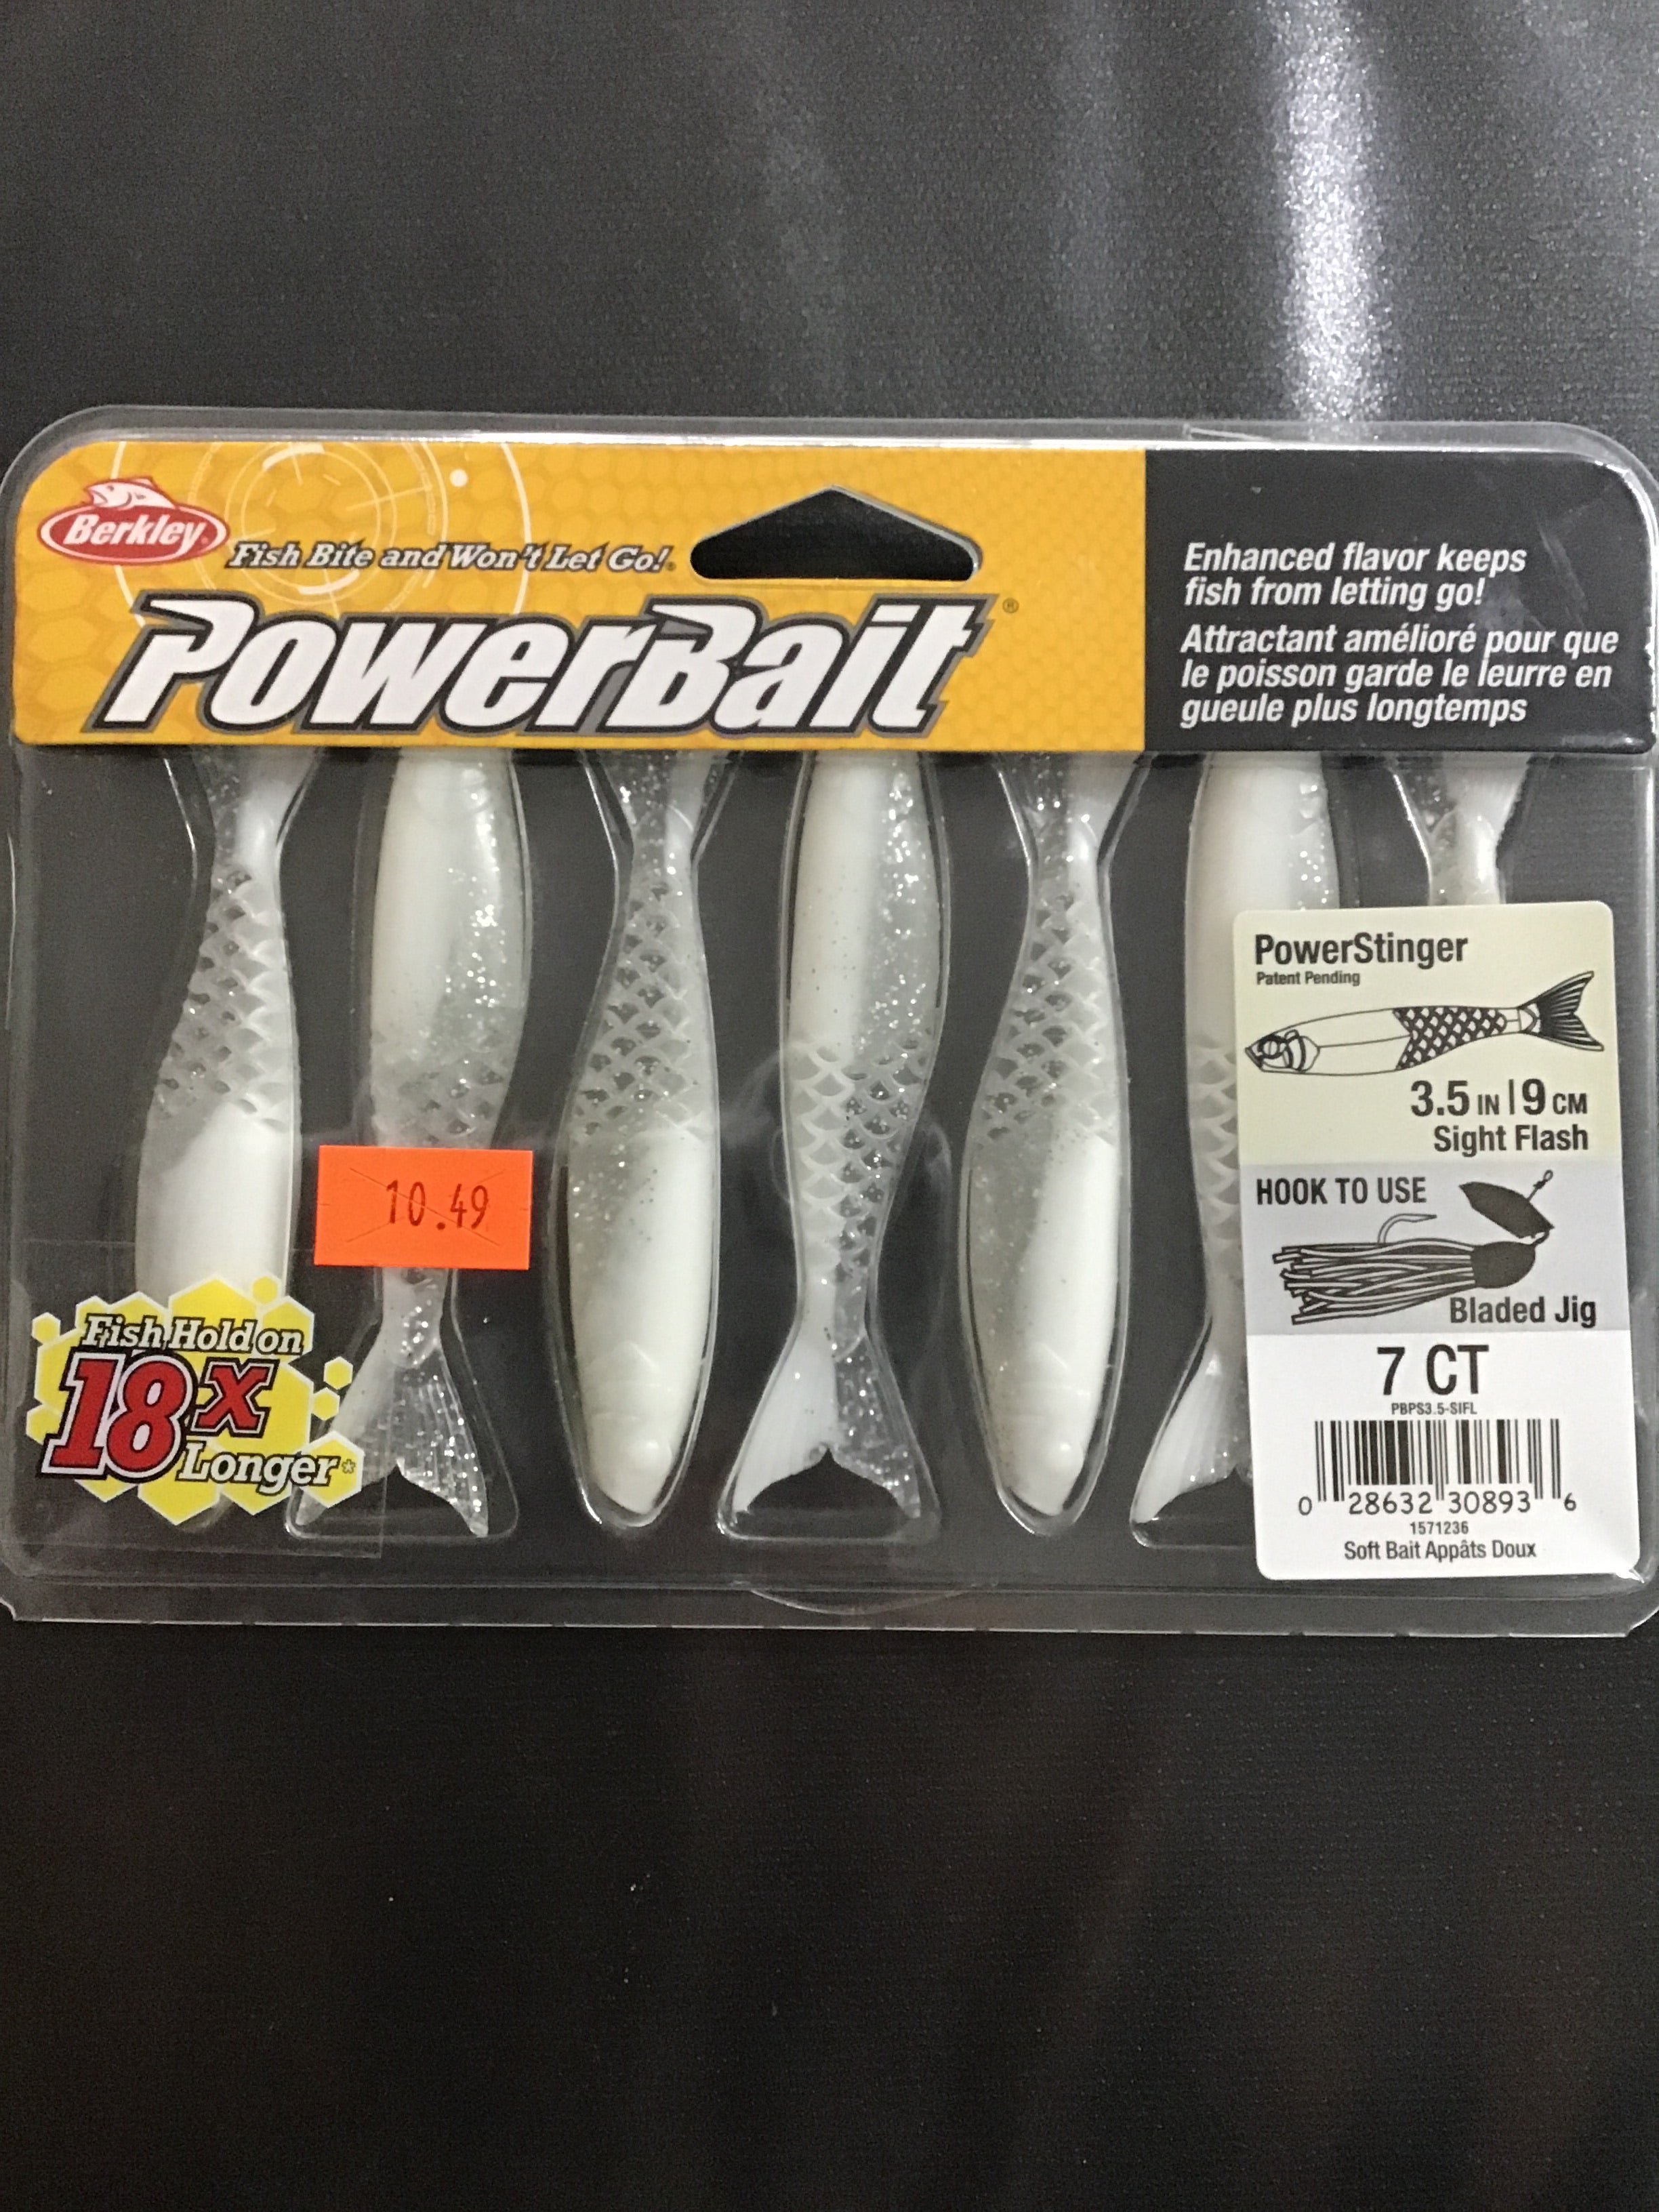 Berkley
Fish Bite and Won't Let Go!®
PowerBait®
Enhanced flavor keeps
fish from letting go!
Attractant amélioré pour que
le poisson garde le leurre en
gueule plus longtemps
PowerStinger
Patent Pending
3.5 IN | 9 CM
Sight Flash
HOOK TO USE
Bladed Jig
7 CT
PBPS3.5-SIFL
0 28632 30893 6
1571236
Soft Bait Appâts Doux
10.49
Fish Hold on
18x
Longer*